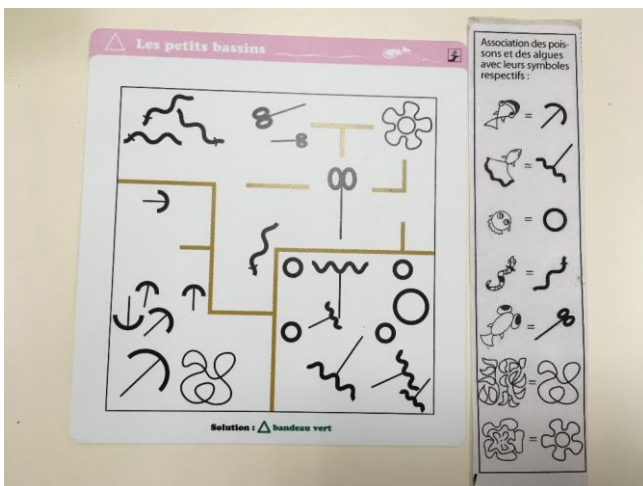 Les petits bassins
Association des pois-
sons et des algues
avec leurs symboles
respectifs :
=
=
=
=
=
=
=
Solution : △ bandeau vert